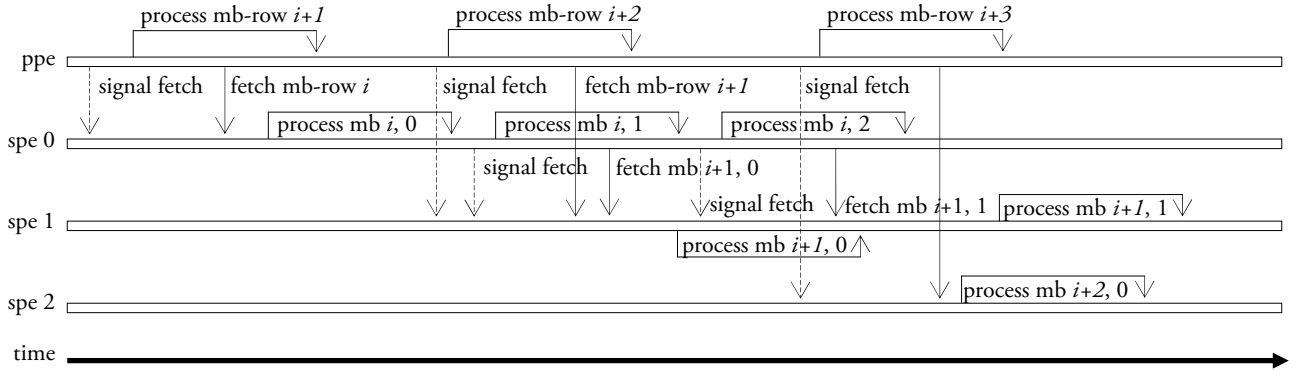 process mb-row i+1
process mb-row i+2
process mb-row i+3
ppe
signal fetch
fetch mb-row i
signal fetch
fetch mb-row i+1
signal fetch
process mb i, 0
process mb i, 1
process mb i, 2
spe 0
signal fetch
fetch mb i+1, 0
signal fetch
fetch mb i+1, 1
process mb i+1, 1
spe 1
process mb i+1, 0
process mb i+2, 0
spe 2
time